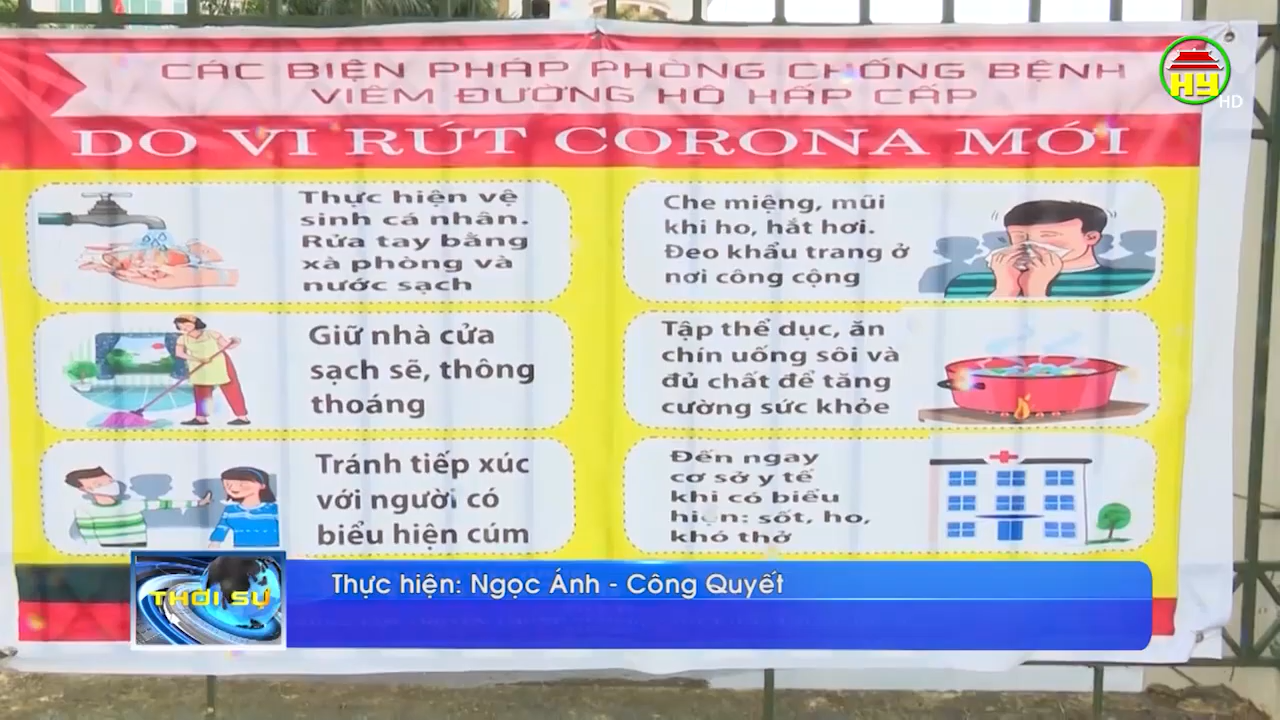 CÁC BIỆN PHÁP PHÒNG CHỐNG BỆNH
VIÊM ĐƯỜNG HÔ HẤP CẤP
DO VI RÚT CORONA MỚI
HY
HD
Thực hiện vệ
sinh cá nhân.
Rửa tay bằng
xà phòng và
nước sạch
Che miệng, mũi
khi ho, hắt hơi.
Đeo khẩu trang ở
nơi công cộng
Giữ nhà cửa
sạch sẽ, thông
thoáng
Tập thể dục, ăn
chín uống sôi và
đủ chất để tăng
cường sức khỏe
Tránh tiếp xúc
với người có
biểu hiện cúm
Đến ngay
cơ sở y tế
khi có biểu
hiện: sốt, ho,
khó thở
THỜI SỰ
Thực hiện: Ngọc Ánh - Công Quyết